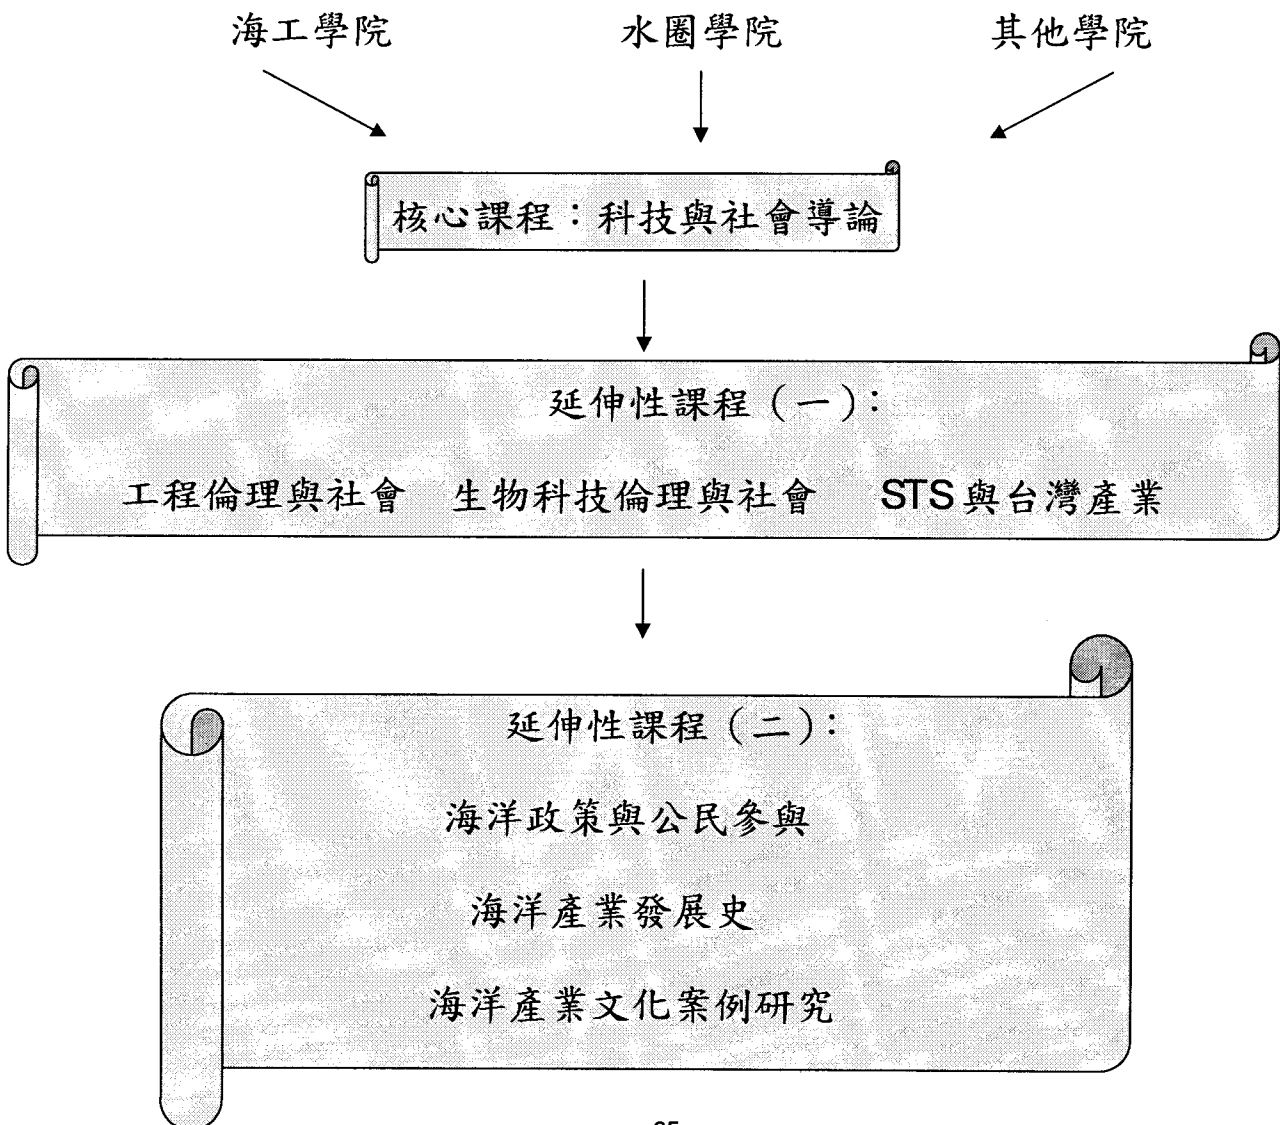 海工學院 水圈學院 其他學院
核心課程：科技與社會導論
延伸性課程（一）：
工程倫理與社會 生物科技倫理與社會 STS與台灣產業
延伸性課程（二）：
海洋政策與公民參與
海洋產業發展史
海洋產業文化案例研究